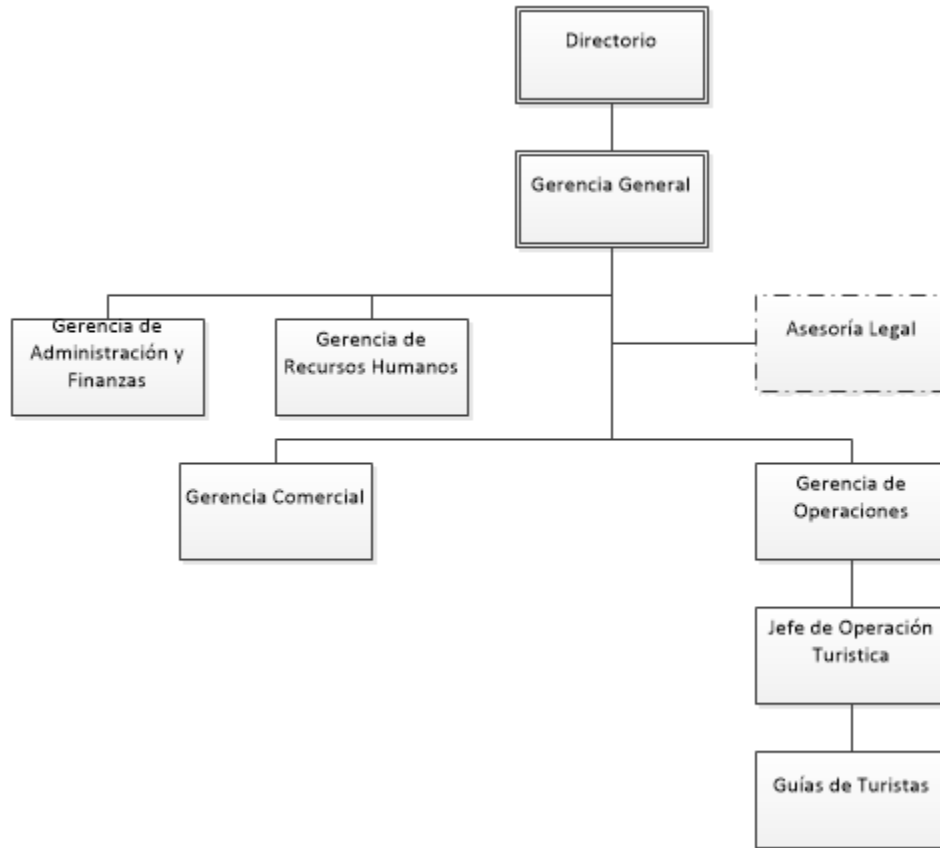 Directorio
Gerencia General
Gerencia de
Administración y
Finanzas
Gerencia de
Recursos Humanos
Asesoría Legal
Gerencia Comercial
Gerencia de
Operaciones
Jefe de Operación
Turistica
Guías de Turistas